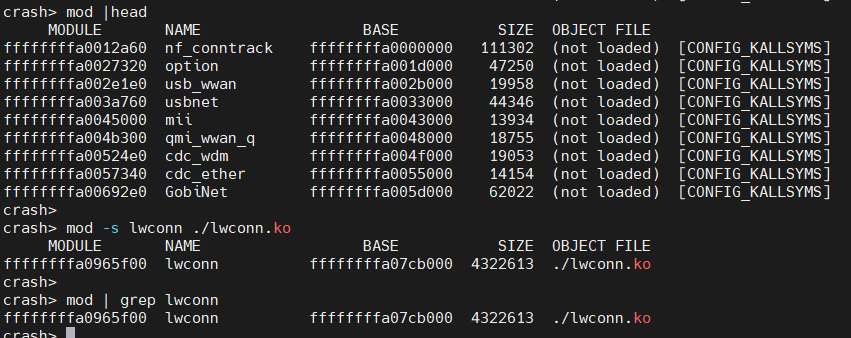 crash> mod |head
MODULE NAME BASE SIZE OBJECT FILE
ffffffffa0012a60 nf_conntrack ffffffffa0000000 111302 (not loaded) [CONFIG_KALLSYMS]
ffffffffa0027320 option ffffffffa001d000 47250 (not loaded) [CONFIG_KALLSYMS]
ffffffffa002e1e0 usb_wwan ffffffffa002b000 19958 (not loaded) [CONFIG_KALLSYMS]
ffffffffa003a760 usbnet ffffffffa0033000 44346 (not loaded) [CONFIG_KALLSYMS]
ffffffffa0045000 mii ffffffffa0043000 13934 (not loaded) [CONFIG_KALLSYMS]
ffffffffa004b300 qmi_wwan_q ffffffffa0048000 18755 (not loaded) [CONFIG_KALLSYMS]
ffffffffa00524e0 cdc_wdm ffffffffa004f000 19053 (not loaded) [CONFIG_KALLSYMS]
ffffffffa0057340 cdc_ether ffffffffa0055000 14154 (not loaded) [CONFIG_KALLSYMS]
ffffffffa00692e0 GobiNet ffffffffa005d000 62022 (not loaded) [CONFIG_KALLSYMS]
crash>
crash> mod -s lwconn ./lwconn.ko
MODULE NAME BASE SIZE OBJECT FILE
ffffffffa0965f00 lwconn ffffffffa07cb000 4322613 ./lwconn.ko
crash>
crash> mod | grep lwconn
ffffffffa0965f00 lwconn ffffffffa07cb000 4322613 ./lwconn.ko
crash>